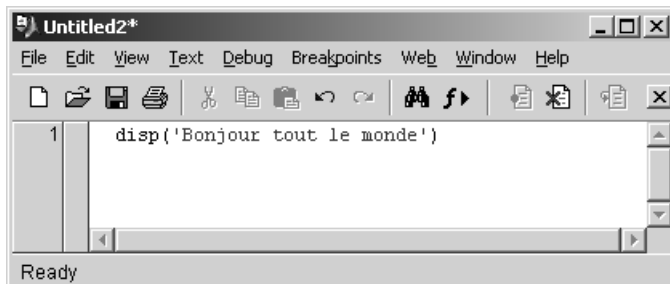 Untitled2*
File Edit View Text Debug Breakpoints Web Window Help
1 disp('Bonjour tout le monde')
Ready